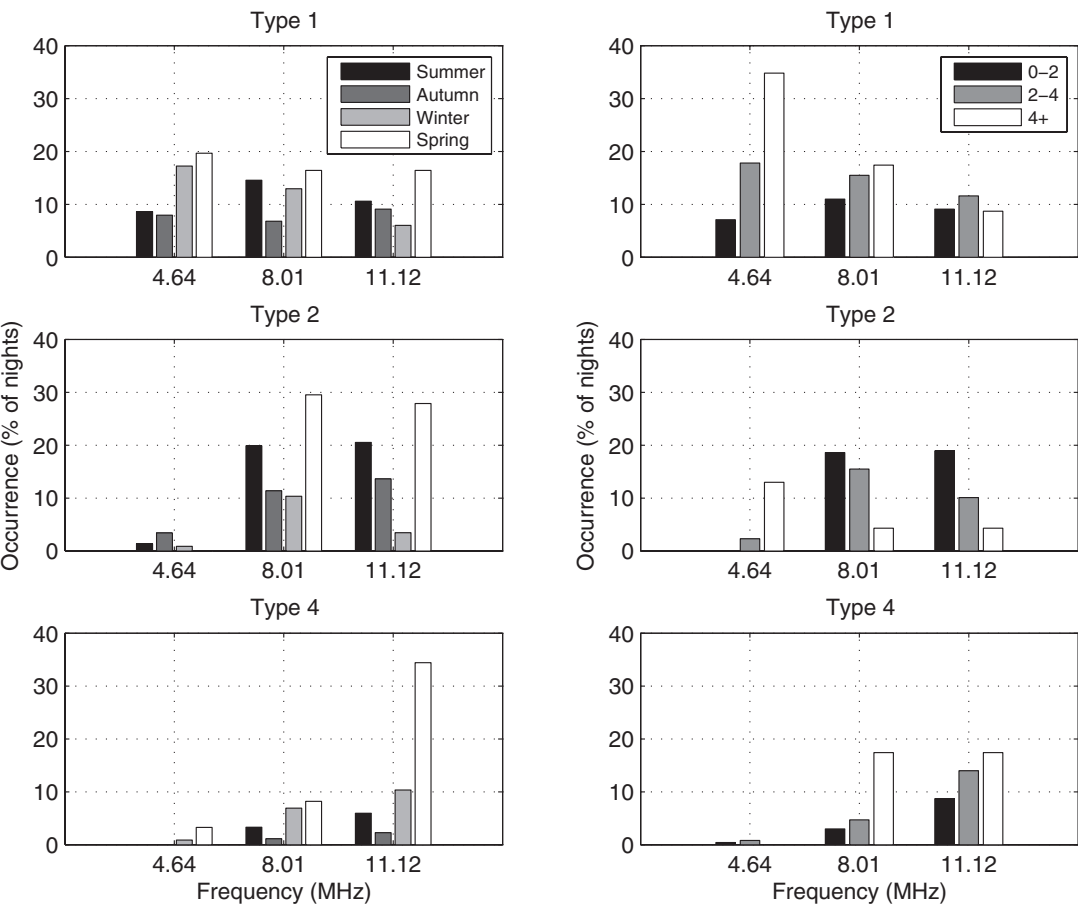 Type 1
40
30
20
10
0
Summer
Autumn
Winter
Spring
4.64 8.01 11.12
Type 1
40
30
20
10
0
0–2
2–4
4+
4.64 8.01 11.12
Occurrence (% of nights)
Type 2
40
30
20
10
0
4.64 8.01 11.12
Occurrence (% of nights)
Type 2
40
30
20
10
0
4.64 8.01 11.12
Type 4
40
30
20
10
0
4.64 8.01 11.12
Frequency (MHz)
Type 4
40
30
20
10
0
4.64 8.01 11.12
Frequency (MHz)